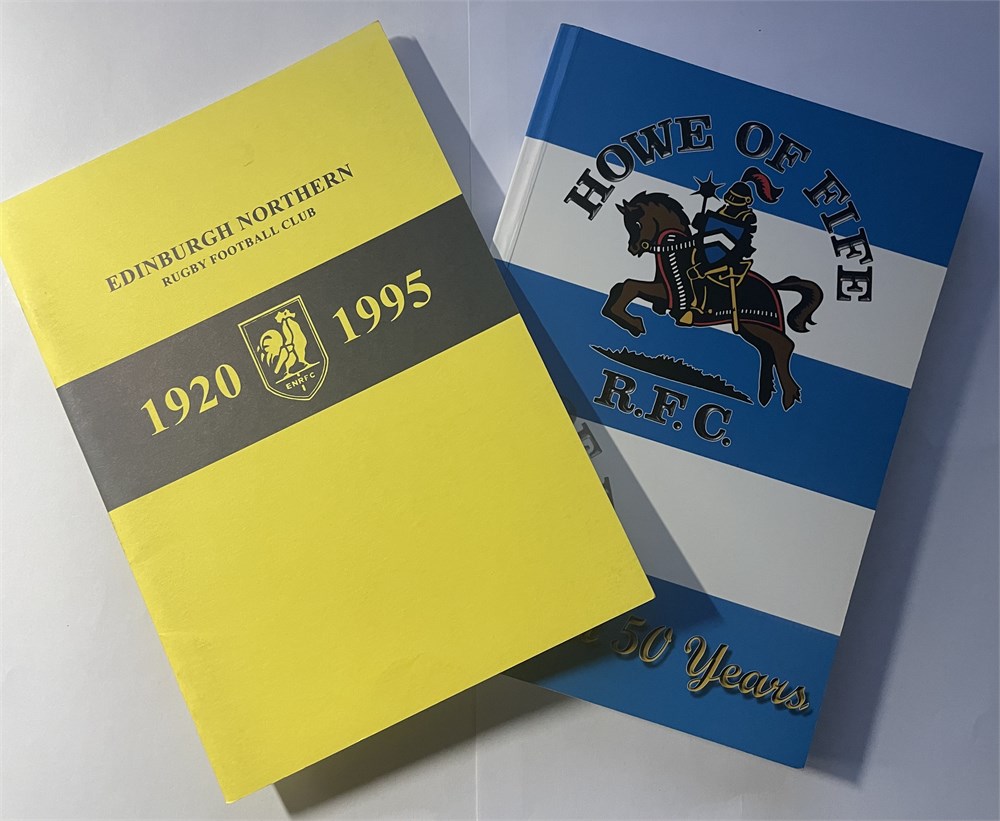 EDINBURGH NORTHERN
RUGBY FOOTBALL CLUB
1920 1995
ENRFC
HOWE OF FIFE
R.F.C.
50 Years